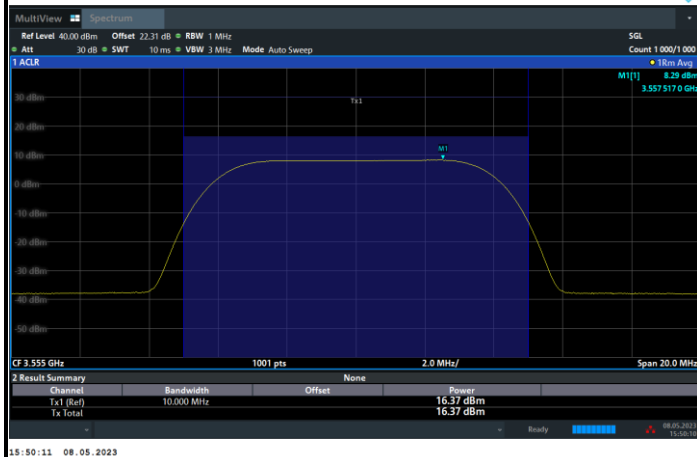 MultiView Spectrum
Ref Level 40.00 dBm Offset 22.31 dB RBW 1 MHz SGL
Att 30 dB SWT 10 ms VBW 3 MHz Mode Auto Sweep Count 1 000/1 000
1 ACLR 1Rm Avg
M1[1] 8.29 dBm
3.557 517 0 GHz
30 dBm
Tx1
20 dBm
10 dBm
M1
0 dBm
-10 dBm
-20 dBm
-30 dBm
-40 dBm
-50 dBm
CF 3.555 GHz 1001 pts 2.0 MHz/ Span 20.0 MHz
2 Result Summary None
Channel Bandwidth Offset Power
Tx1 (Ref) 10.000 MHz 16.37 dBm
Tx Total 16.37 dBm
Ready 08.05.2023
15:50:10
15:50:11 08.05.2023